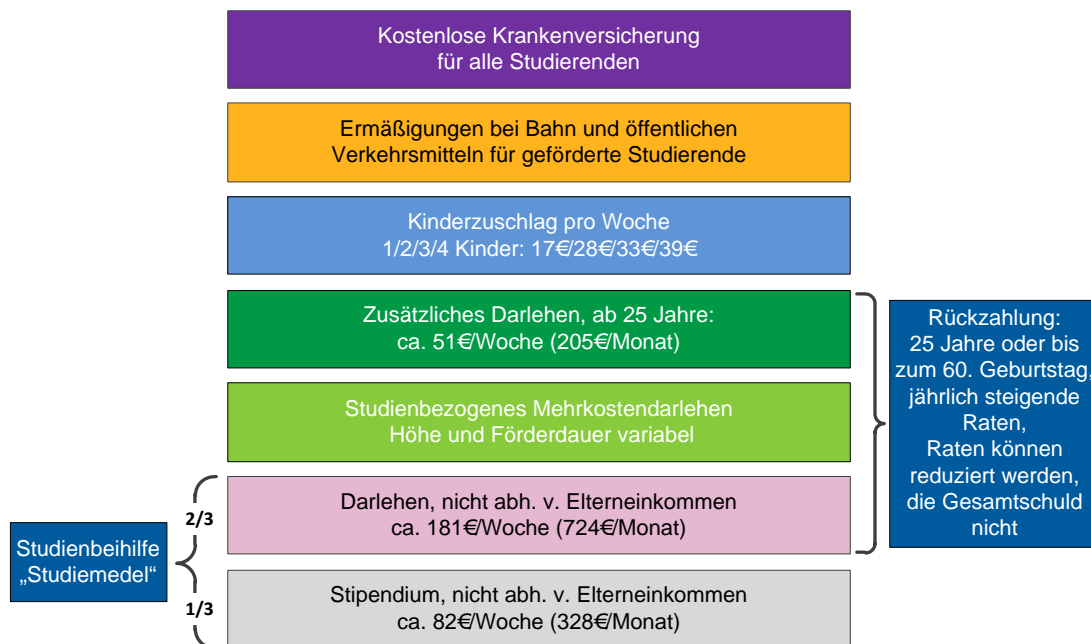 Kostenlose Krankenversicherung
für alle Studierenden
Ermäßigungen bei Bahn und öffentlichen
Verkehrsmitteln für geförderte Studierende
Kinderzuschlag pro Woche
1/2/3/4 Kinder: 17€/28€/33€/39€
Zusätzliches Darlehen, ab 25 Jahre:
ca. 51€/Woche (205€/Monat)
Studienbezogenes Mehrkostendarlehen
Höhe und Förderdauer variabel
Rückzahlung:
25 Jahre oder bis
zum 60. Geburtstag,
jährlich steigende
Raten,
Raten können
reduziert werden,
die Gesamtschuld
nicht
2/3
Darlehen, nicht abh. v. Elterneinkommen
ca. 181€/Woche (724€/Monat)
Studienbeihilfe
„Studiemedel“
1/3
Stipendium, nicht abh. v. Elterneinkommen
ca. 82€/Woche (328€/Monat)